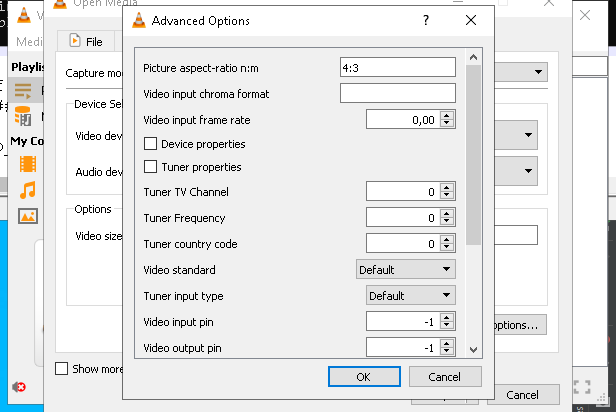 Open Media
Advanced Options
?
V
Medi
File
Playlis
Capture mo
Picture aspect-ratio n:m
4:3
Video input chroma format
Device Sel
Video input frame rate
0,00
Video dev
Device properties
My Co
Tuner properties
Audio dev
Tuner TV Channel
0
Options
Tuner Frequency
0
Video size
Tuner country code
0
Video standard
Default
Tuner input type
Default
Video input pin
-1
options...
Video output pin
-1
Show more
OK
Cancel
Cancel